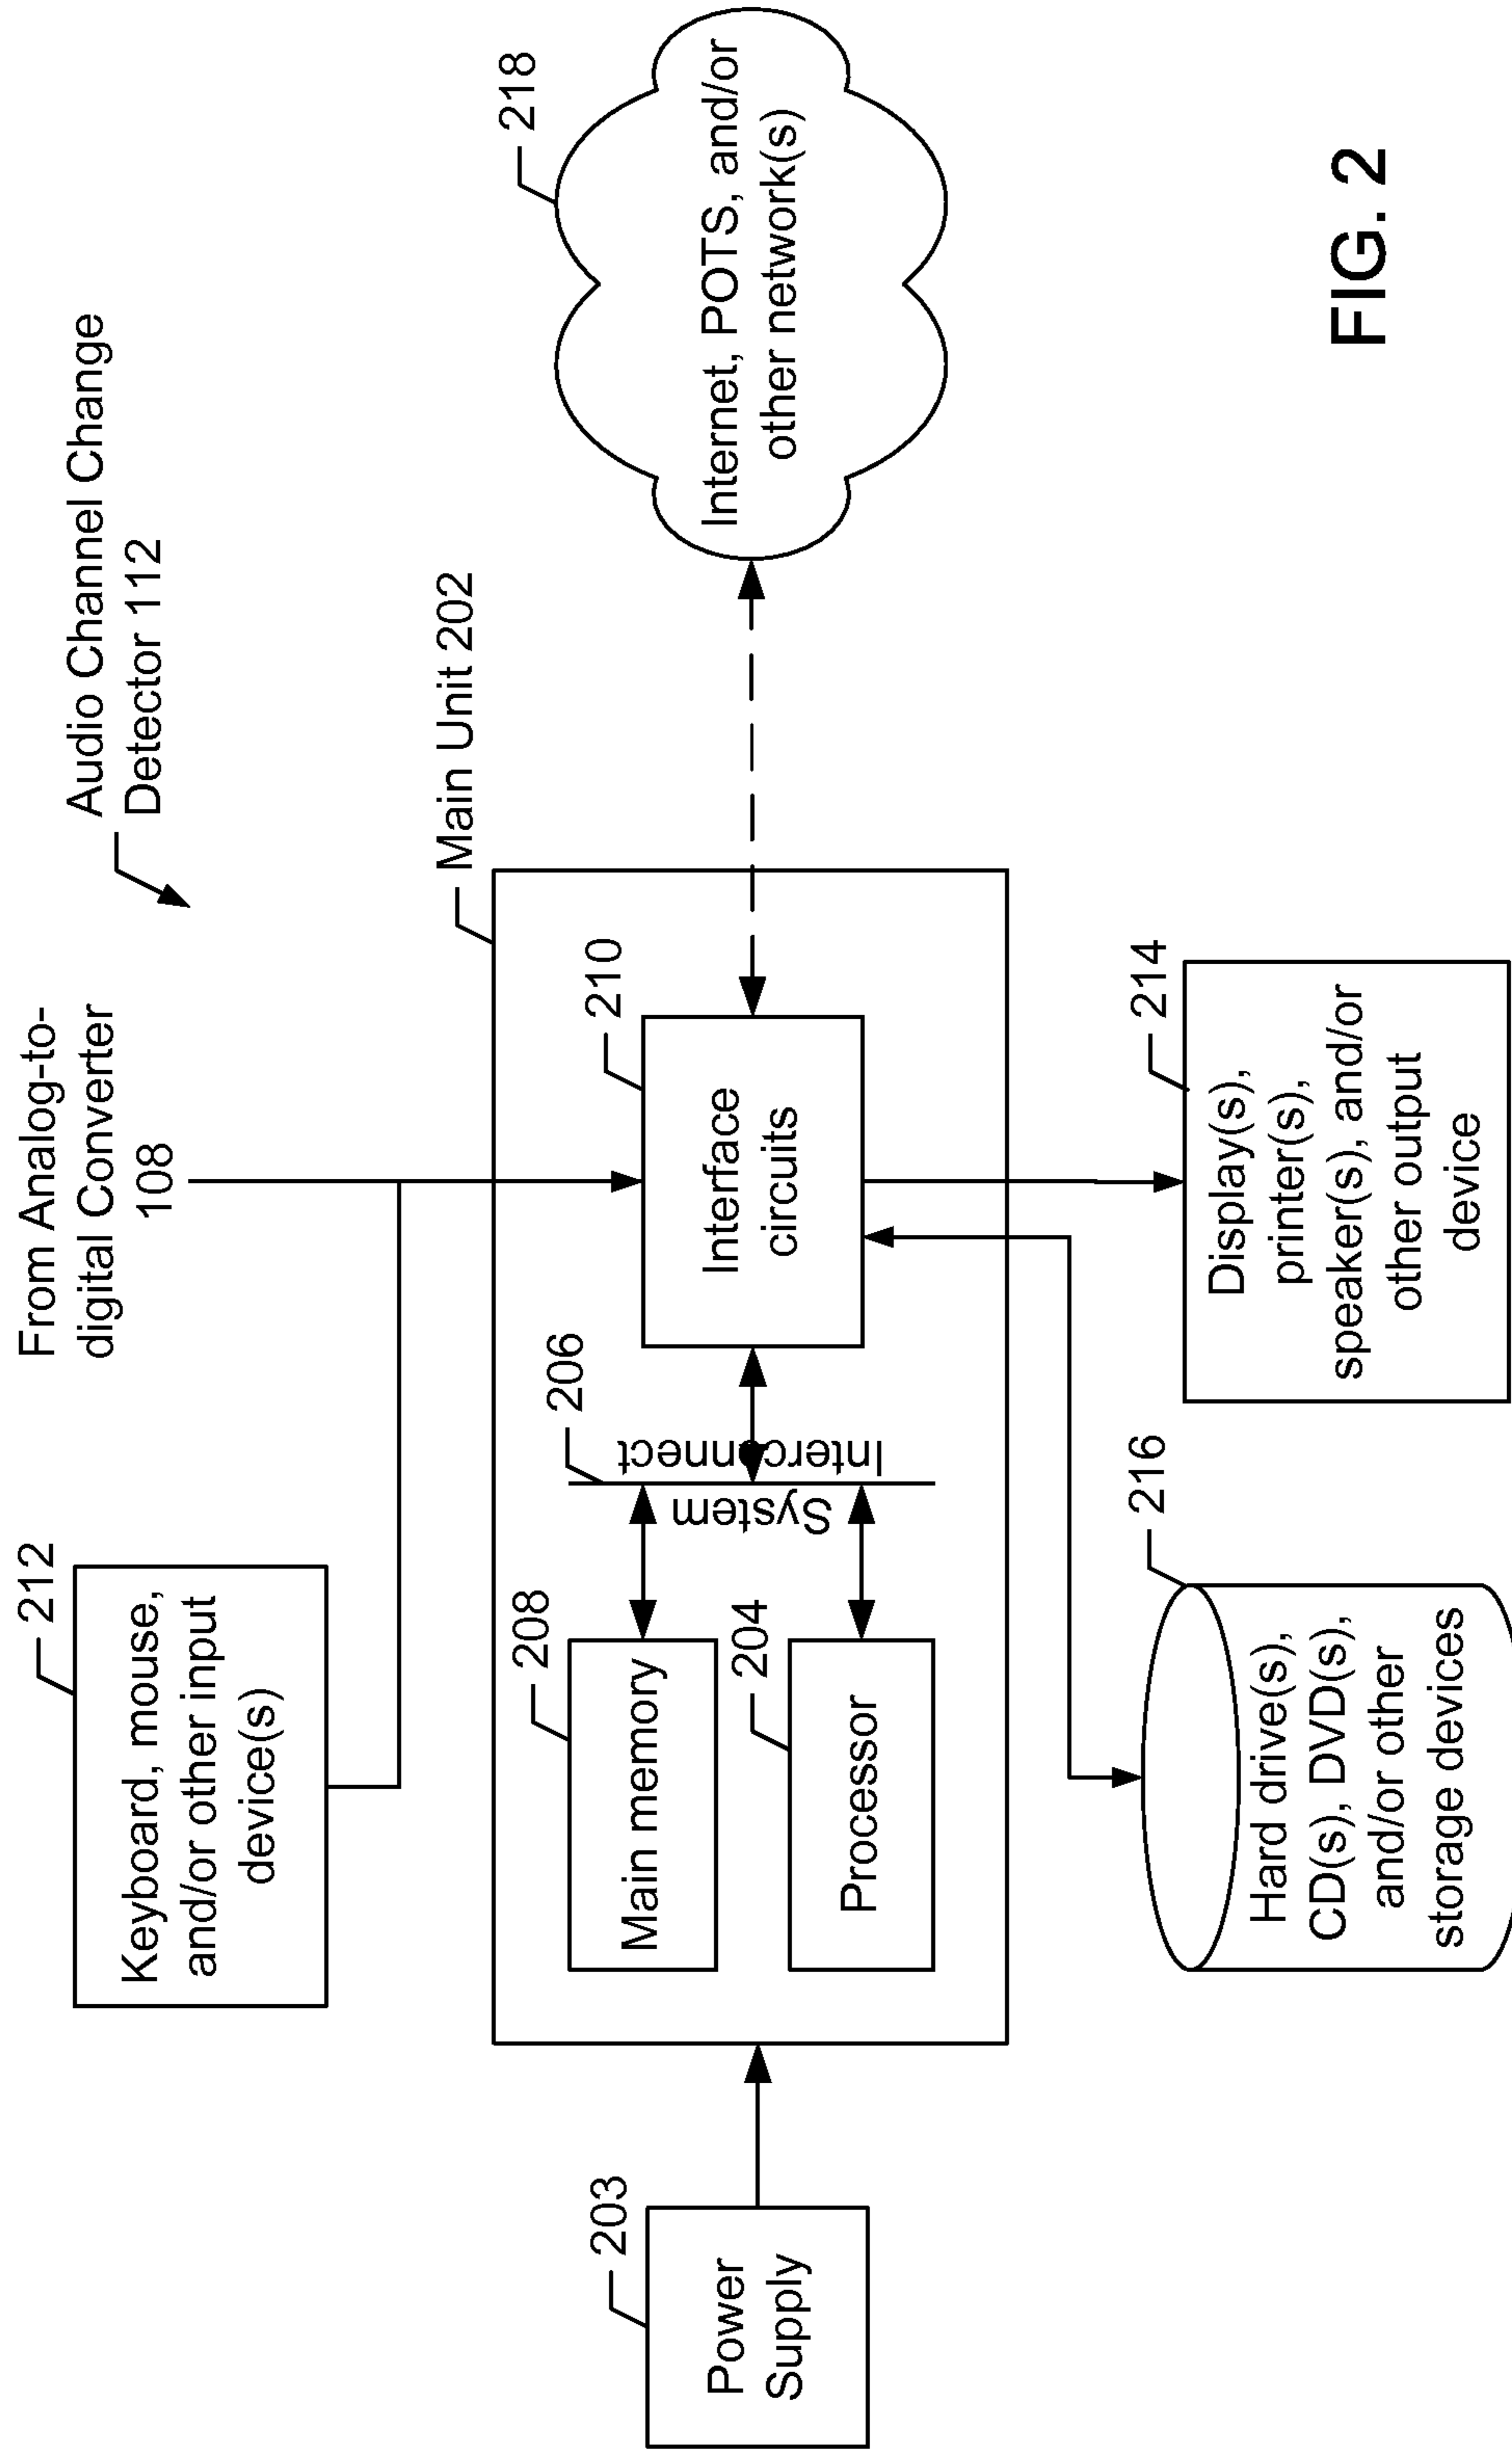 From Analog-to-
digital Converter
108
Audio Channel Change
Detector 112
212
Keyboard, mouse,
and/or other input
device(s)
Main Unit 202
203
Power
Supply
208
Main memory
204
Processor
206
System
Interconnect
210
Interface
circuits
218
Internet, POTS, and/or
other network(s)
216
Hard drive(s),
CD(s), DVD(s),
and/or other
storage devices
214
Display(s),
printer(s),
speaker(s), and/or
other output
device
FIG. 2